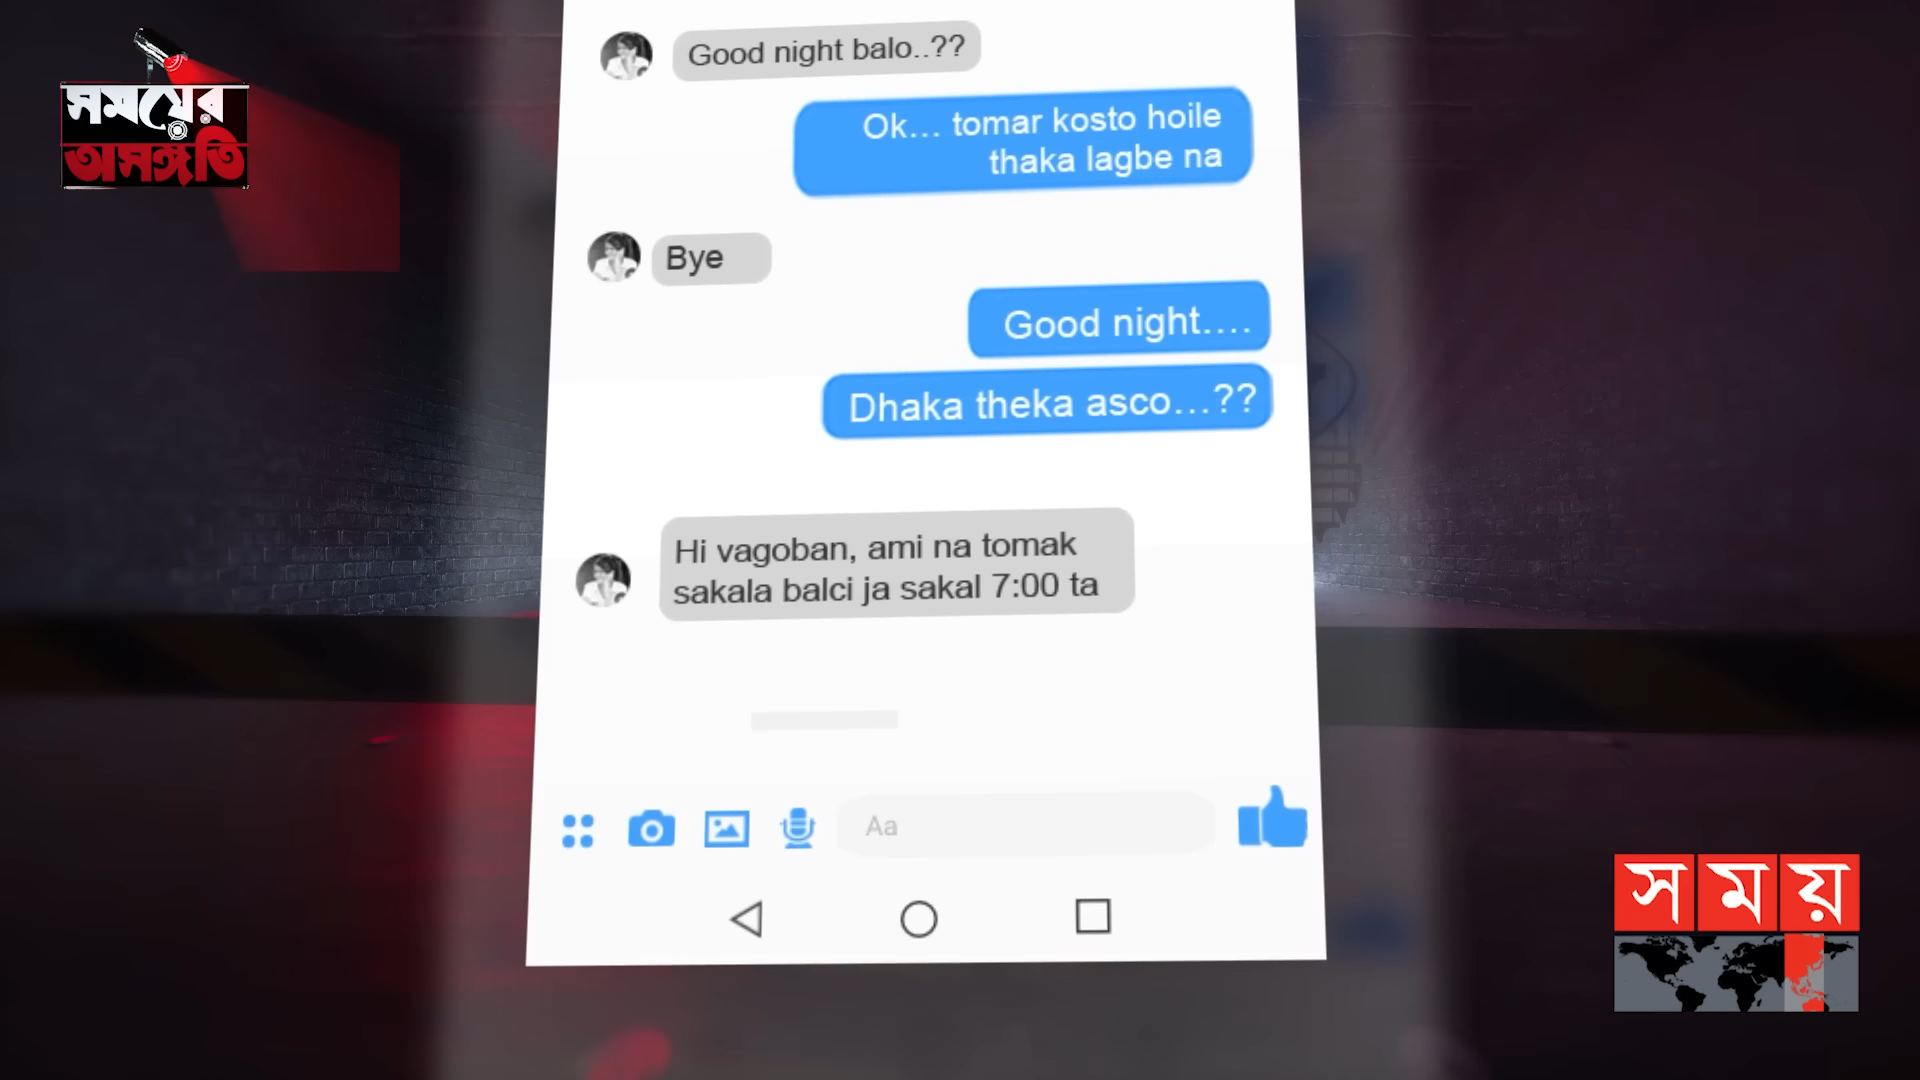 সময়ের
অসঙ্গতি
Good night balo..??
Ok... tomar kosto hoile
thaka lagbe na
Bye
Good night....
Dhaka theka asco...??
Hi vagoban, ami na tomak
sakala balci ja sakal 7:00 ta
Aa
সময়